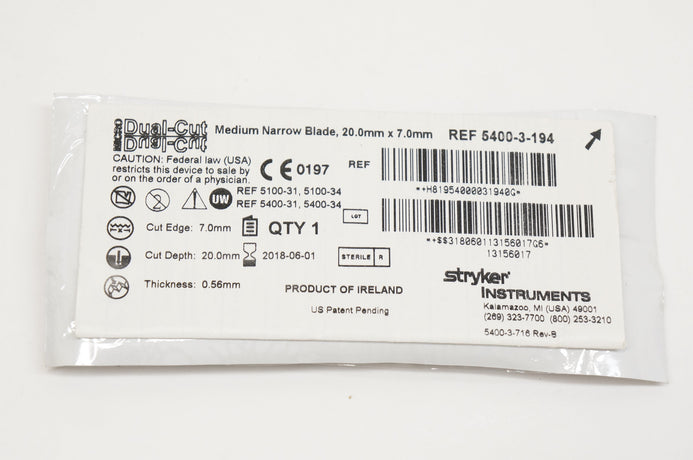 MICRO Dual-Cut
Dual-Cut
Medium Narrow Blade, 20.0mm x 7.0mm REF 5400-3-194
CAUTION: Federal law (USA)
restricts this device to sale by
or on the order of a physician.
CE 0197
REF
*+H81954000031940G*
2
UW
REF 5100-31, 5100-34
REF 5400-31, 5400-34
LOT
*+$$318060113156017G6*
13156017
Cut Edge: 7.0mm
QTY 1
Cut Depth: 20.0mm
2018-06-01
STERILE R
Thickness: 0.56mm
PRODUCT OF IRELAND
US Patent Pending
stryker
INSTRUMENTS
Kalamazoo, MI (USA) 49001
(269) 323-7700 (800) 253-3210
5400-3-716 Rev-B